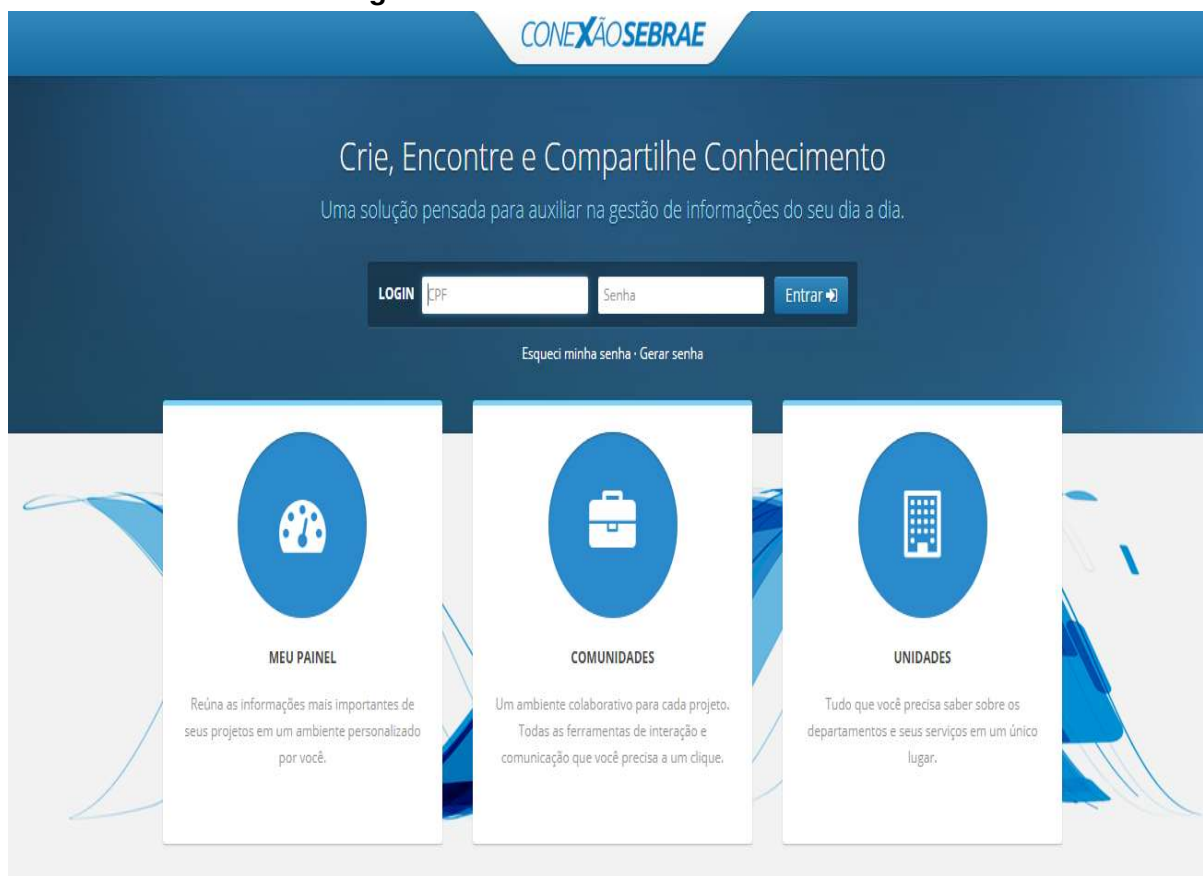 CONEXÃOSEBRAE
Crie, Encontre e Compartilhe Conhecimento
Uma solução pensada para auxiliar na gestão de informações do seu dia a dia.
LOGIN CPF Senha Entrar
Esqueci minha senha · Gerar senha
MEU PAINEL
Reúna as informações mais importantes de
seus projetos em um ambiente personalizado
por você.
COMUNIDADES
Um ambiente colaborativo para cada projeto.
Todas as ferramentas de interação e
comunicação que você precisa a um clique.
UNIDADES
Tudo que você precisa saber sobre os
departamentos e seus serviços em um único
lugar.